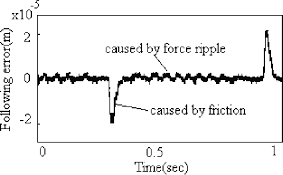 x10⁻⁵
Following error(m)
2
0
-2
caused by force ripple
caused by friction
0 0.5 1
Time(sec)